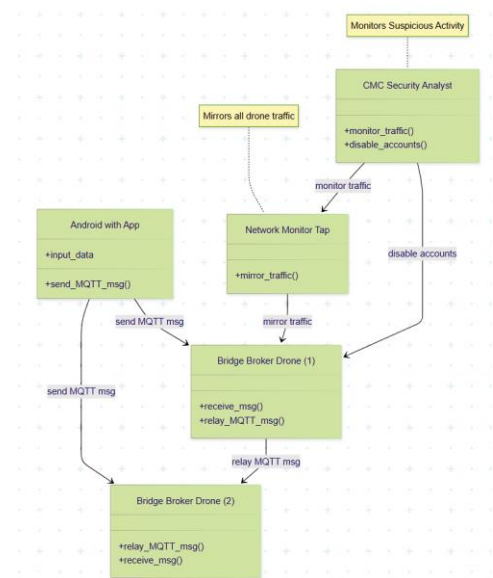 Monitors Suspicious Activity
CMC Security Analyst
+monitor_traffic()
+disable_accounts()
Mirrors all drone traffic
monitor traffic
Android with App
+input_data
+send_MQTT_msg()
Network Monitor Tap
+mirror_traffic()
disable accounts
send MQTT msg
mirror traffic
Bridge Broker Drone (1)
+receive_msg()
+relay_MQTT_msg()
send MQTT msg
relay MQTT msg
Bridge Broker Drone (2)
+relay_MQTT_msg()
+receive_msg()